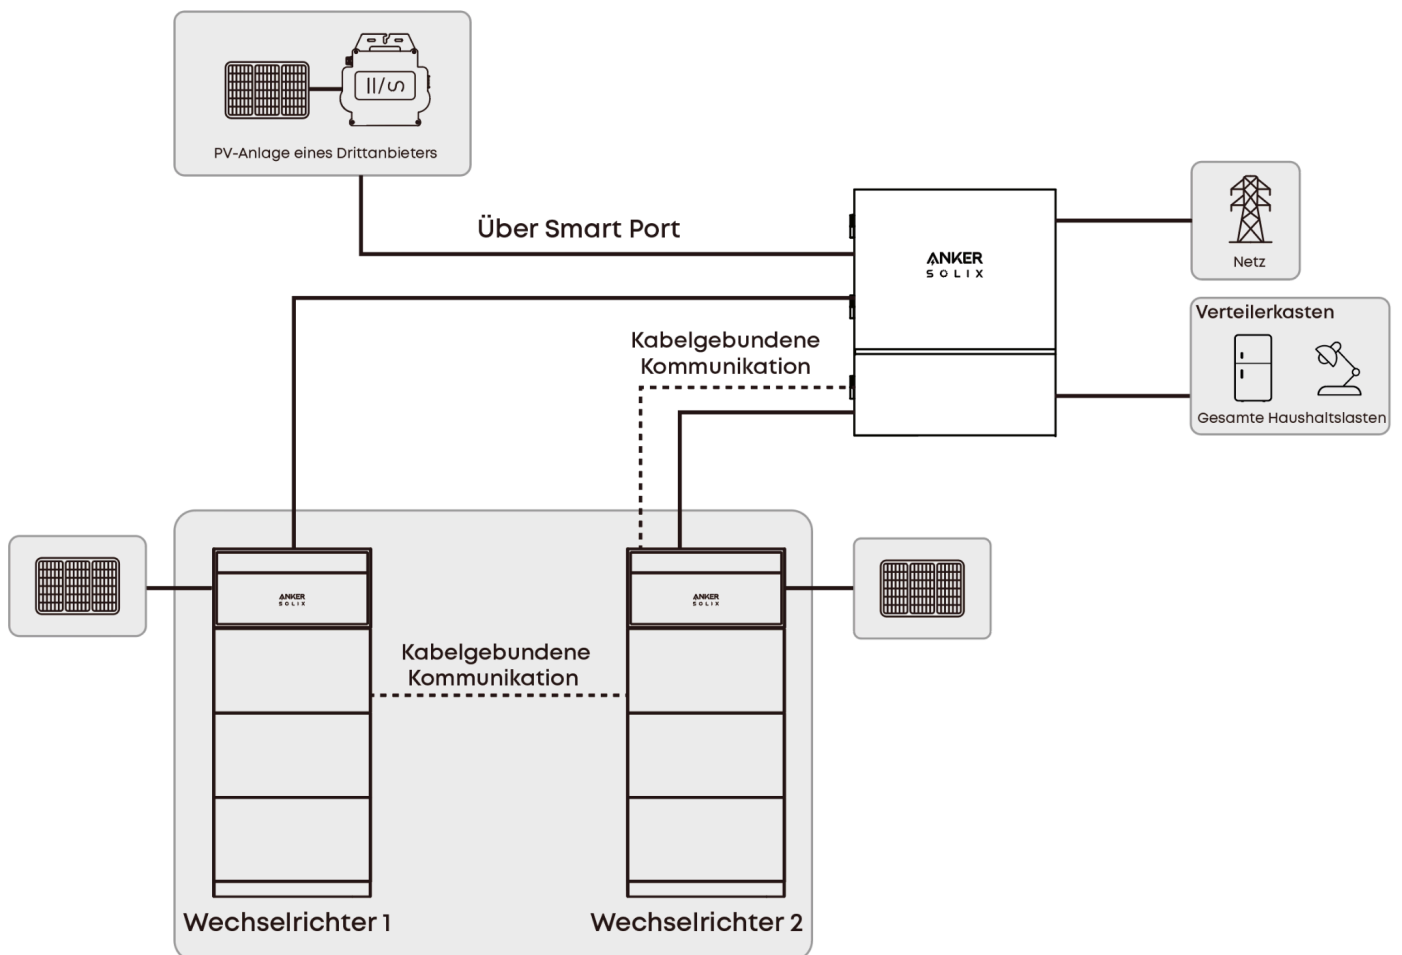 PV-Anlage eines Drittanbieters
Über Smart Port
ANKER
SOLIX
Netz
Verteilerkasten
Gesamte Haushaltslasten
Kabelgebundene
Kommunikation
ANKER
SOLIX
ANKER
SOLIX
Kabelgebundene
Kommunikation
Wechselrichter 1
Wechselrichter 2